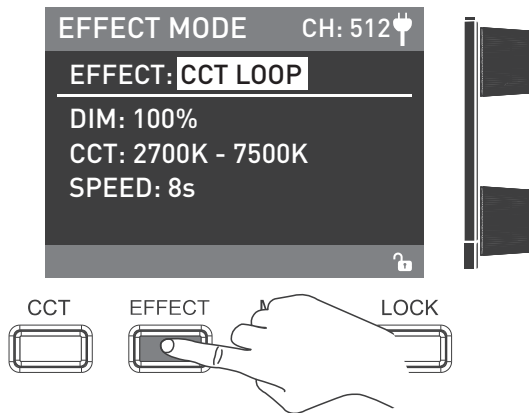 EFFECT MODE CH: 512
EFFECT: CCT LOOP
DIM: 100%
CCT: 2700K - 7500K
SPEED: 8s
CCT EFFECT LOCK